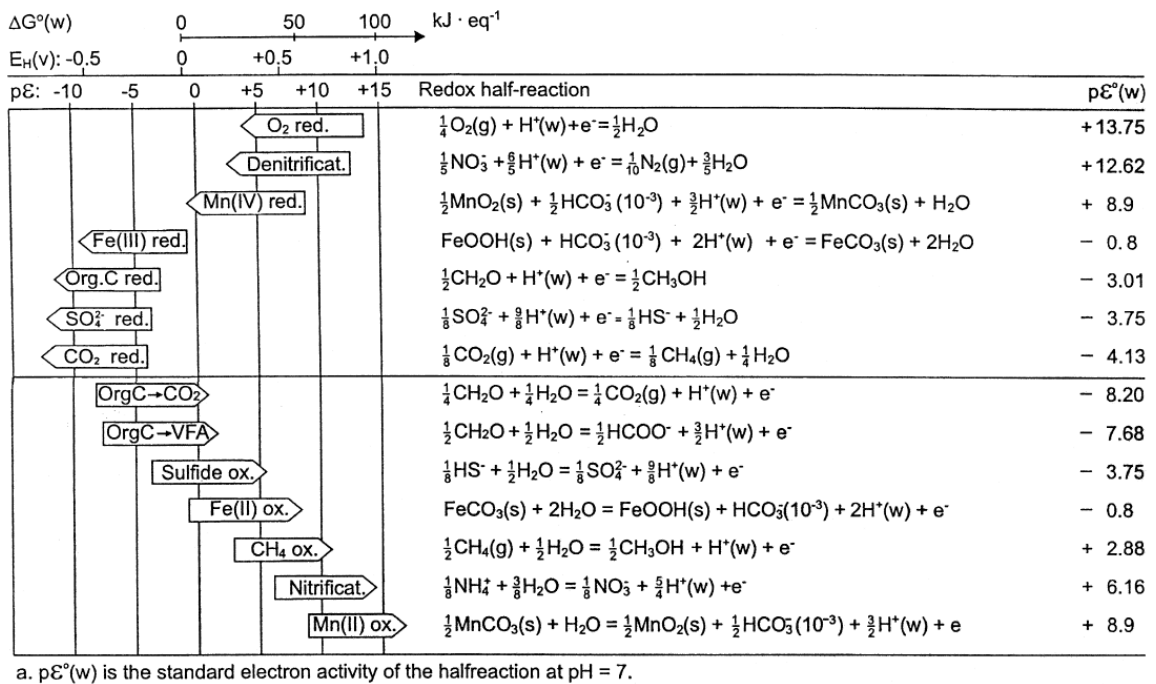 ΔG°(w) 0 50 100 kJ · eq⁻¹
E_H(v): -0.5 0 +0.5 +1.0
pℰ: -10 -5 0 +5 +10 +15 Redox half-reaction pℰ°(w)
O₂ red. ¼O₂(g) + H⁺(w)+e⁻=½H₂O +13.75
Denitrificat. ⅕NO₃⁻ +6/5H⁺(w) + e⁻ = 1/10N₂(g)+ ⅗H₂O +12.62
Mn(IV) red. ½MnO₂(s) + ½HCO₃⁻ (10⁻³) + 3/2H⁺(w) + e⁻ = ½MnCO₃(s) + H₂O + 8.9
Fe(III) red. FeOOH(s) + HCO₃⁻(10⁻³) + 2H⁺(w) + e⁻ = FeCO₃(s) + 2H₂O − 0.8
Org.C red. ½CH₂O + H⁺(w) + e⁻ = ½CH₃OH − 3.01
SO₄²⁻ red. ⅛SO₄²⁻ + 9/8H⁺(w) + e⁻ = ⅛HS⁻ + ½H₂O − 3.75
CO₂ red. ⅛CO₂(g) + H⁺(w) + e⁻ = ⅛CH₄(g) + ¼H₂O − 4.13
OrgC→CO₂ ¼CH₂O + ¼H₂O = ¼CO₂(g) + H⁺(w) + e⁻ − 8.20
OrgC→VFA ½CH₂O + ½H₂O = ½HCOO⁻ + 3/2H⁺(w) + e⁻ − 7.68
Sulfide ox. ⅛HS⁻ + ½H₂O = ⅛SO₄²⁻ + 9/8H⁺(w) + e⁻ − 3.75
Fe(II) ox. FeCO₃(s) + 2H₂O = FeOOH(s) + HCO₃⁻(10⁻³) + 2H⁺(w) + e⁻ − 0.8
CH₄ ox. ½CH₄(g) + ½H₂O = ½CH₃OH + H⁺(w) + e⁻ + 2.88
Nitrificat. ⅛NH₄⁺ + ⅜H₂O = ⅛NO₃⁻ + 5/4H⁺(w) +e⁻ + 6.16
Mn(II) ox. ½MnCO₃(s) + H₂O = ½MnO₂(s) + ½HCO₃⁻(10⁻³) + 3/2H⁺(w) + e + 8.9
a. pℰ°(w) is the standard electron activity of the halfreaction at pH = 7.